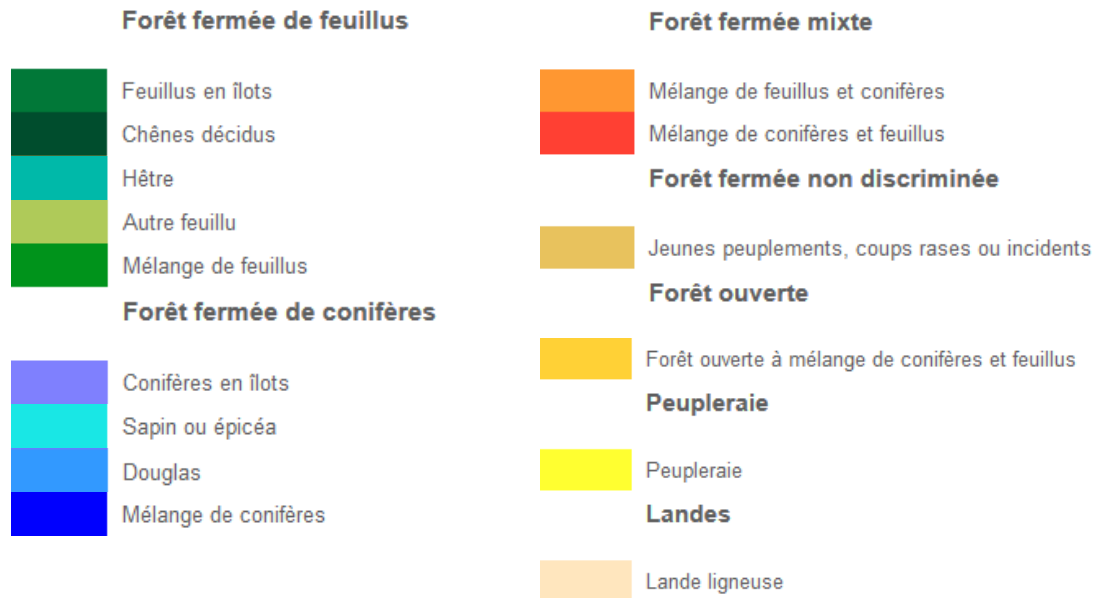 Forêt fermée de feuillus
Feuillus en îlots
Chênes décidus
Hêtre
Autre feuillu
Mélange de feuillus
Forêt fermée de conifères
Conifères en îlots
Sapin ou épicéa
Douglas
Mélange de conifères
Forêt fermée mixte
Mélange de feuillus et conifères
Mélange de conifères et feuillus
Forêt fermée non discriminée
Jeunes peuplements, coups rases ou incidents
Forêt ouverte
Forêt ouverte à mélange de conifères et feuillus
Peupleraie
Peupleraie
Landes
Lande ligneuse